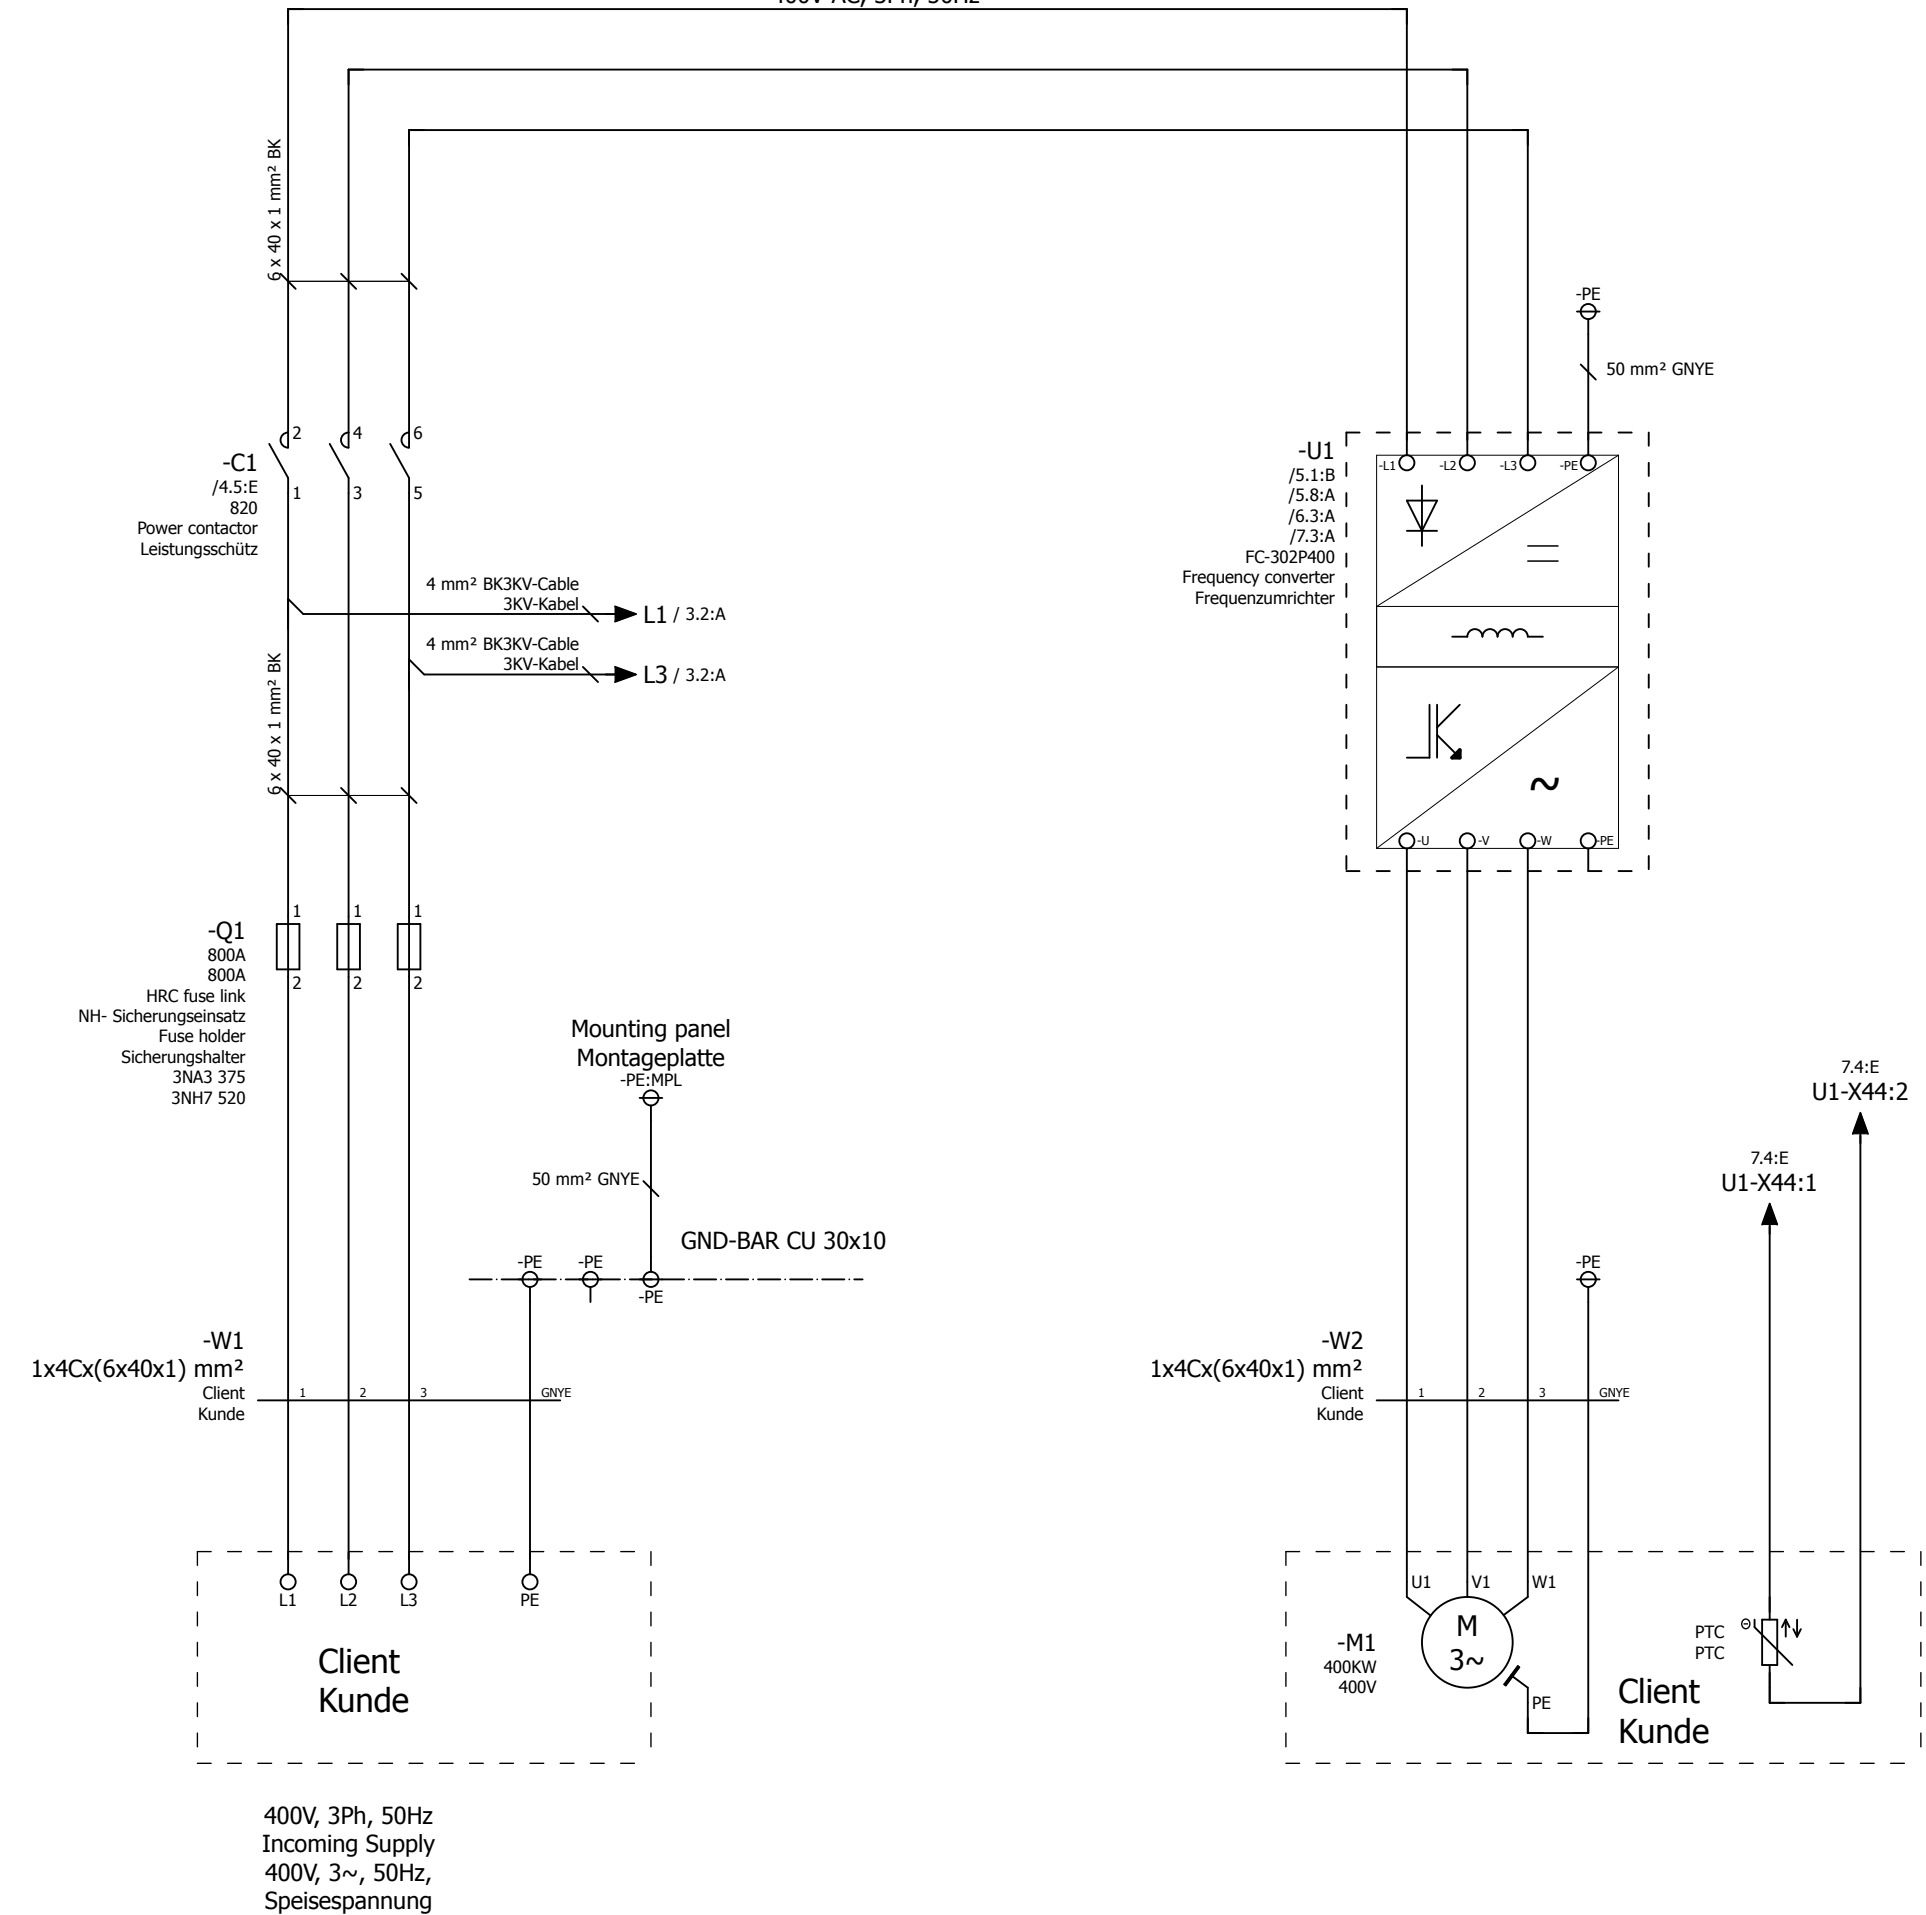 400V AC, 3Ph, 50Hz
6 x 40 x 1 mm² BK
2
4
6
-C1
/4.5:E
820
Power contactor
Leistungsschütz
1
3
5
4 mm² BK3KV-Cable
3KV-Kabel
L1 / 3.2:A
4 mm² BK3KV-Cable
3KV-Kabel
L3 / 3.2:A
6 x 40 x 1 mm² BK
-Q1
800A
800A
HRC fuse link
NH- Sicherungseinsatz
Fuse holder
Sicherungshalter
3NA3 375
3NH7 520
1
1
1
2
2
2
Mounting panel
Montageplatte
-PE:MPL
50 mm² GNYE
GND-BAR CU 30x10
-PE
-PE
-PE
-W1
1x4Cx(6x40x1) mm²
Client
Kunde
1
2
3
GNYE
L1
L2
L3
PE
Client
Kunde
400V, 3Ph, 50Hz
Incoming Supply
400V, 3~, 50Hz,
Speisespannung
-PE
50 mm² GNYE
-U1
/5.1:B
/5.8:A
/6.3:A
/7.3:A
FC-302P400
Frequency converter
Frequenzumrichter
-L1
-L2
-L3
-PE
~
-U
-V
-W
-PE
7.4:E
U1-X44:2
7.4:E
U1-X44:1
-PE
-W2
1x4Cx(6x40x1) mm²
Client
Kunde
1
2
3
GNYE
U1
V1
W1
M
3~
-M1
400KW
400V
PE
PTC
PTC
Client
Kunde